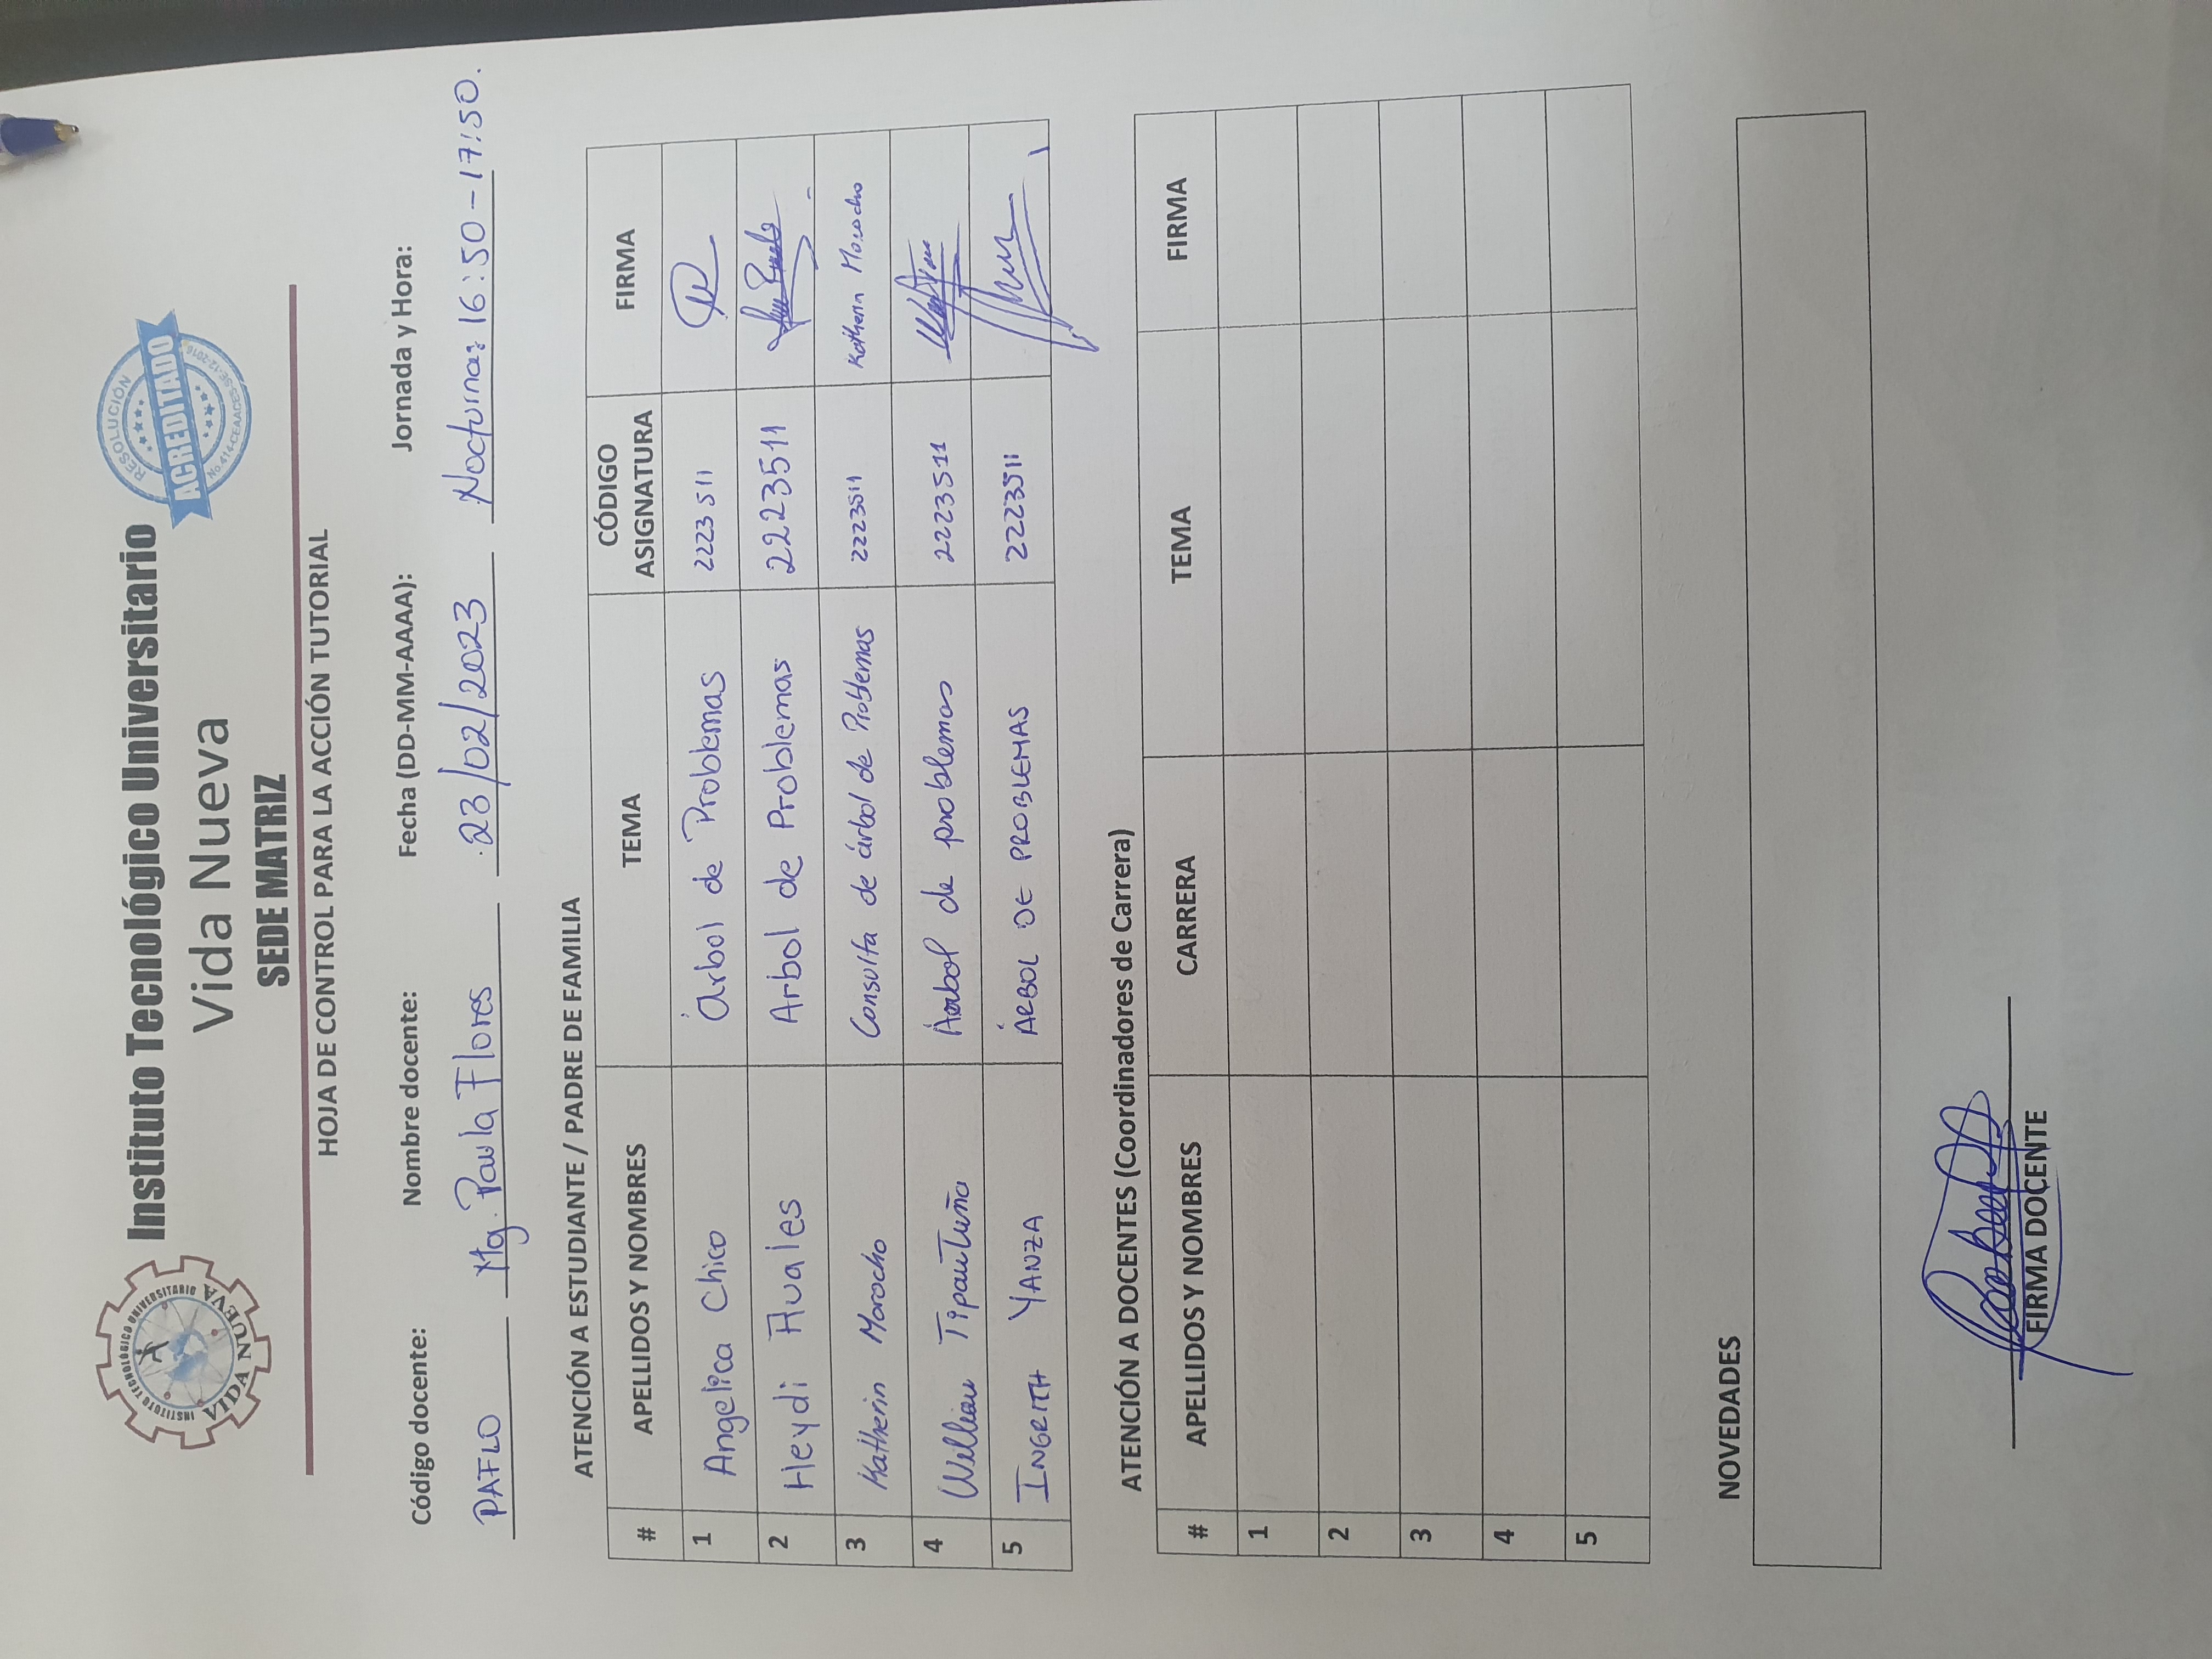 INSTITUTO TECNOLÓGICO UNIVERSITARIO
VIDA NUEVA
Instituto Tecnológico Universitario
Vida Nueva
SEDE MATRIZ
RESOLUCIÓN
ACREDITADO
No.414-CEAACES-SE-12-2016
HOJA DE CONTROL PARA LA ACCIÓN TUTORIAL
Código docente: Nombre docente: Fecha (DD-MM-AAAA): Jornada y Hora:
PAFLO Mg. Paula Flores 23/02/2023 Nocturna: 16:50-17:50.
ATENCIÓN A ESTUDIANTE / PADRE DE FAMILIA
# APELLIDOS Y NOMBRES TEMA CÓDIGO ASIGNATURA FIRMA
1 Angelica Chico Árbol de Problemas 2223511
2 Heydi Ruales Arbol de Problemas 2223511
3 Katherin Morocho Consulta de árbol de Problemas 2223511 Katherin Morocho
4 Tipantuña Árbol de problemas 2223511
5 INGRITH YANZA ÁRBOL DE PROBLEMAS 2223511
ATENCIÓN A DOCENTES (Coordinadores de Carrera)
# APELLIDOS Y NOMBRES CARRERA TEMA FIRMA
1
2
3
4
5
NOVEDADES
FIRMA DOCENTE